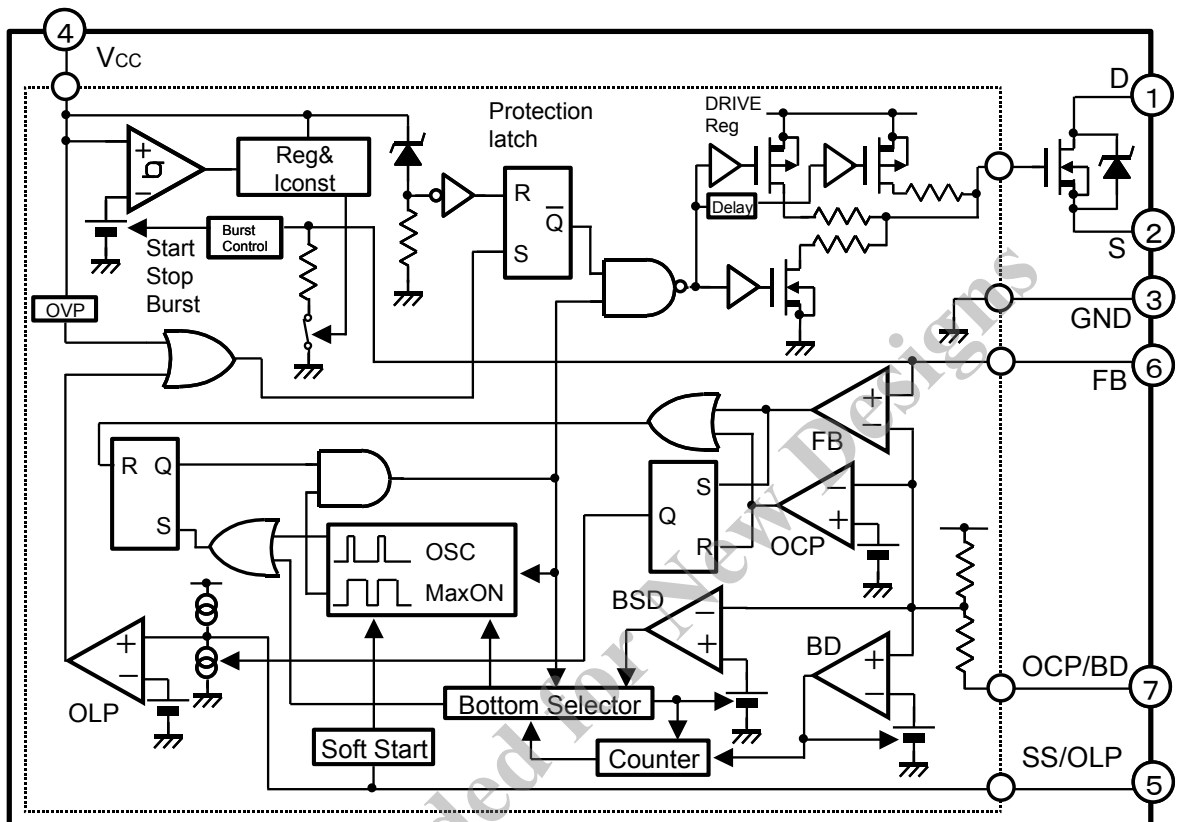 4
VCC
D
1
Protection
latch
DRIVE
Reg
+
−
Reg&
Iconst
R
Q
S
Delay
Burst
Control
Start
Stop
Burst
2
S
OVP
3
GND
6
FB
+
−
FB
R Q
S
S
Q
R
−
+
OCP
OSC
MaxON
BSD
−
+
BD
+
−
OCP/BD
7
+
−
OLP
Bottom Selector
Soft Start
Counter
SS/OLP
5
ded for New Designs